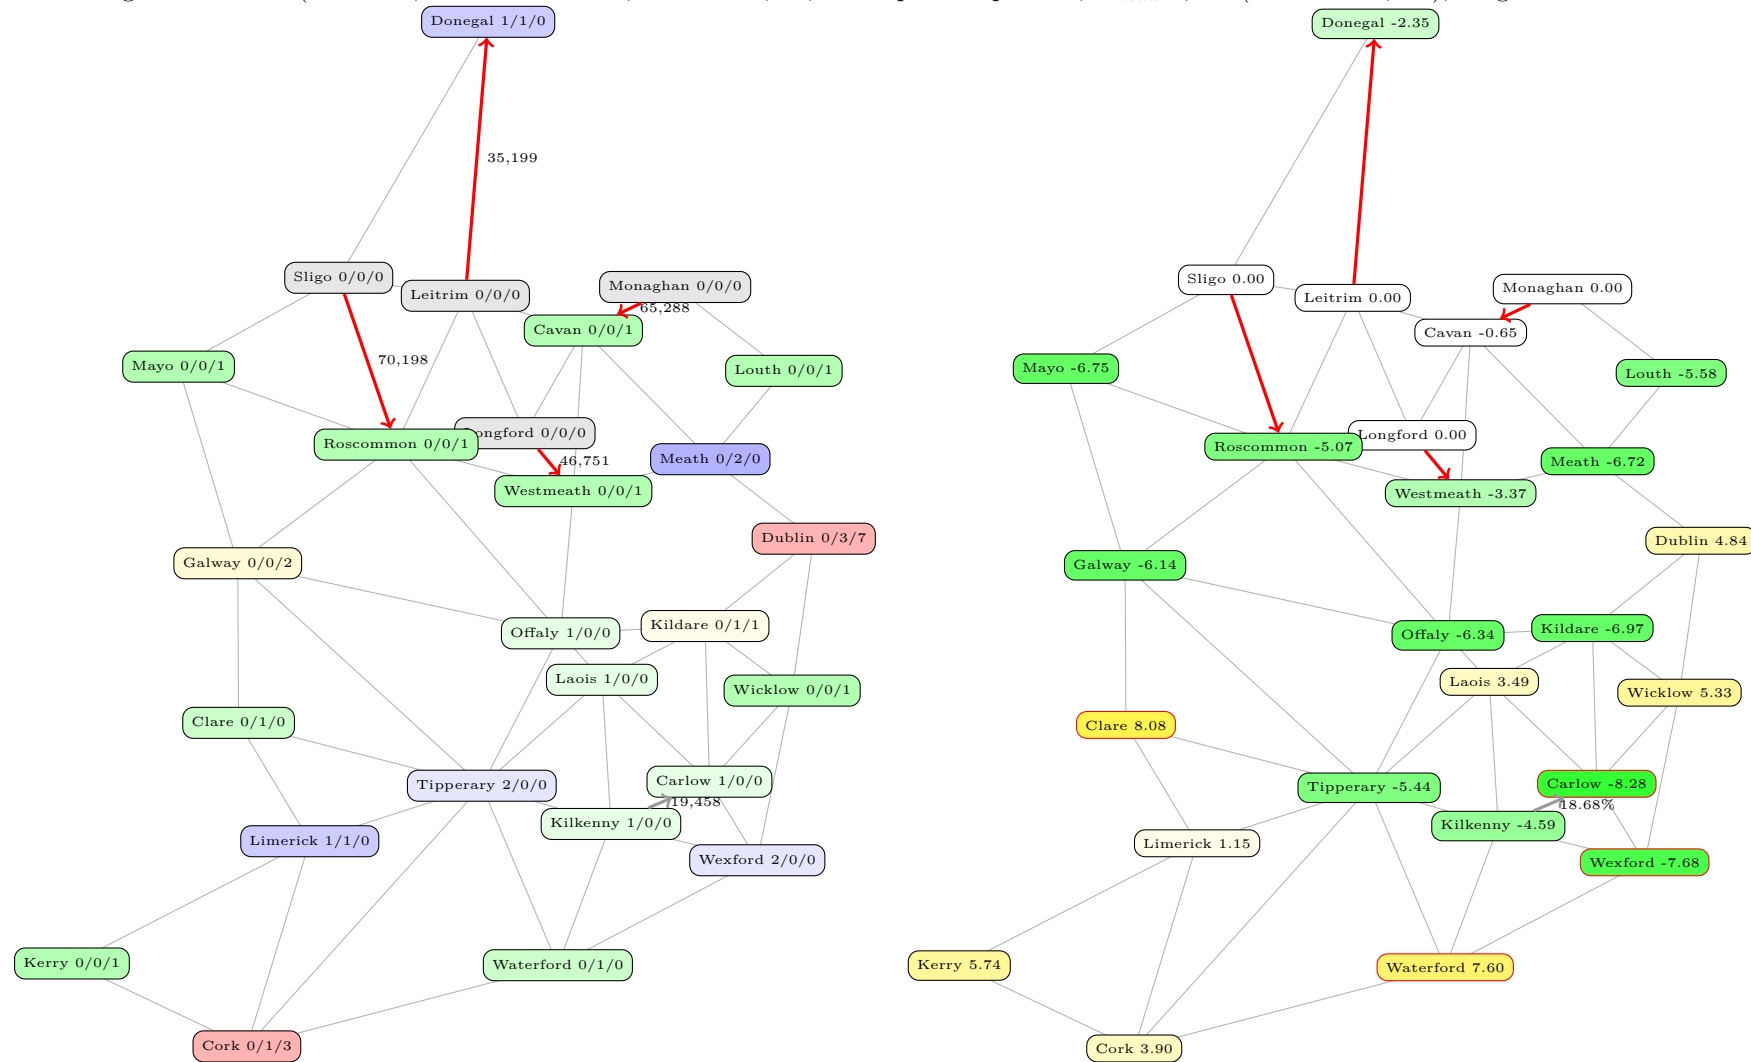 Donegal 1/1/0
35,199
Sligo 0/0/0
Leitrim 0/0/0
Monaghan 0/0/0
65,288
Cavan 0/0/1
Mayo 0/0/1
70,198
Louth 0/0/1
Roscommon 0/0/1
Longford 0/0/0
46,751
Meath 0/2/0
Westmeath 0/0/1
Dublin 0/3/7
Galway 0/0/2
Offaly 1/0/0
Kildare 0/1/1
Laois 1/0/0
Wicklow 0/0/1
Clare 0/1/0
Tipperary 2/0/0
Carlow 1/0/0
19,458
Kilkenny 1/0/0
Limerick 1/1/0
Wexford 2/0/0
Kerry 0/0/1
Waterford 0/1/0
Cork 0/1/3
Donegal -2.35
Sligo 0.00
Leitrim 0.00
Monaghan 0.00
Cavan -0.65
Mayo -6.75
Louth -5.58
Roscommon -5.07
Longford 0.00
Meath -6.72
Westmeath -3.37
Dublin 4.84
Galway -6.14
Offaly -6.34
Kildare -6.97
Laois 3.49
Wicklow 5.33
Clare 8.08
Tipperary -5.44
Carlow -8.28
18.68%
Kilkenny -4.59
Limerick 1.15
Wexford -7.68
Kerry 5.74
Waterford 7.60
Cork 3.90